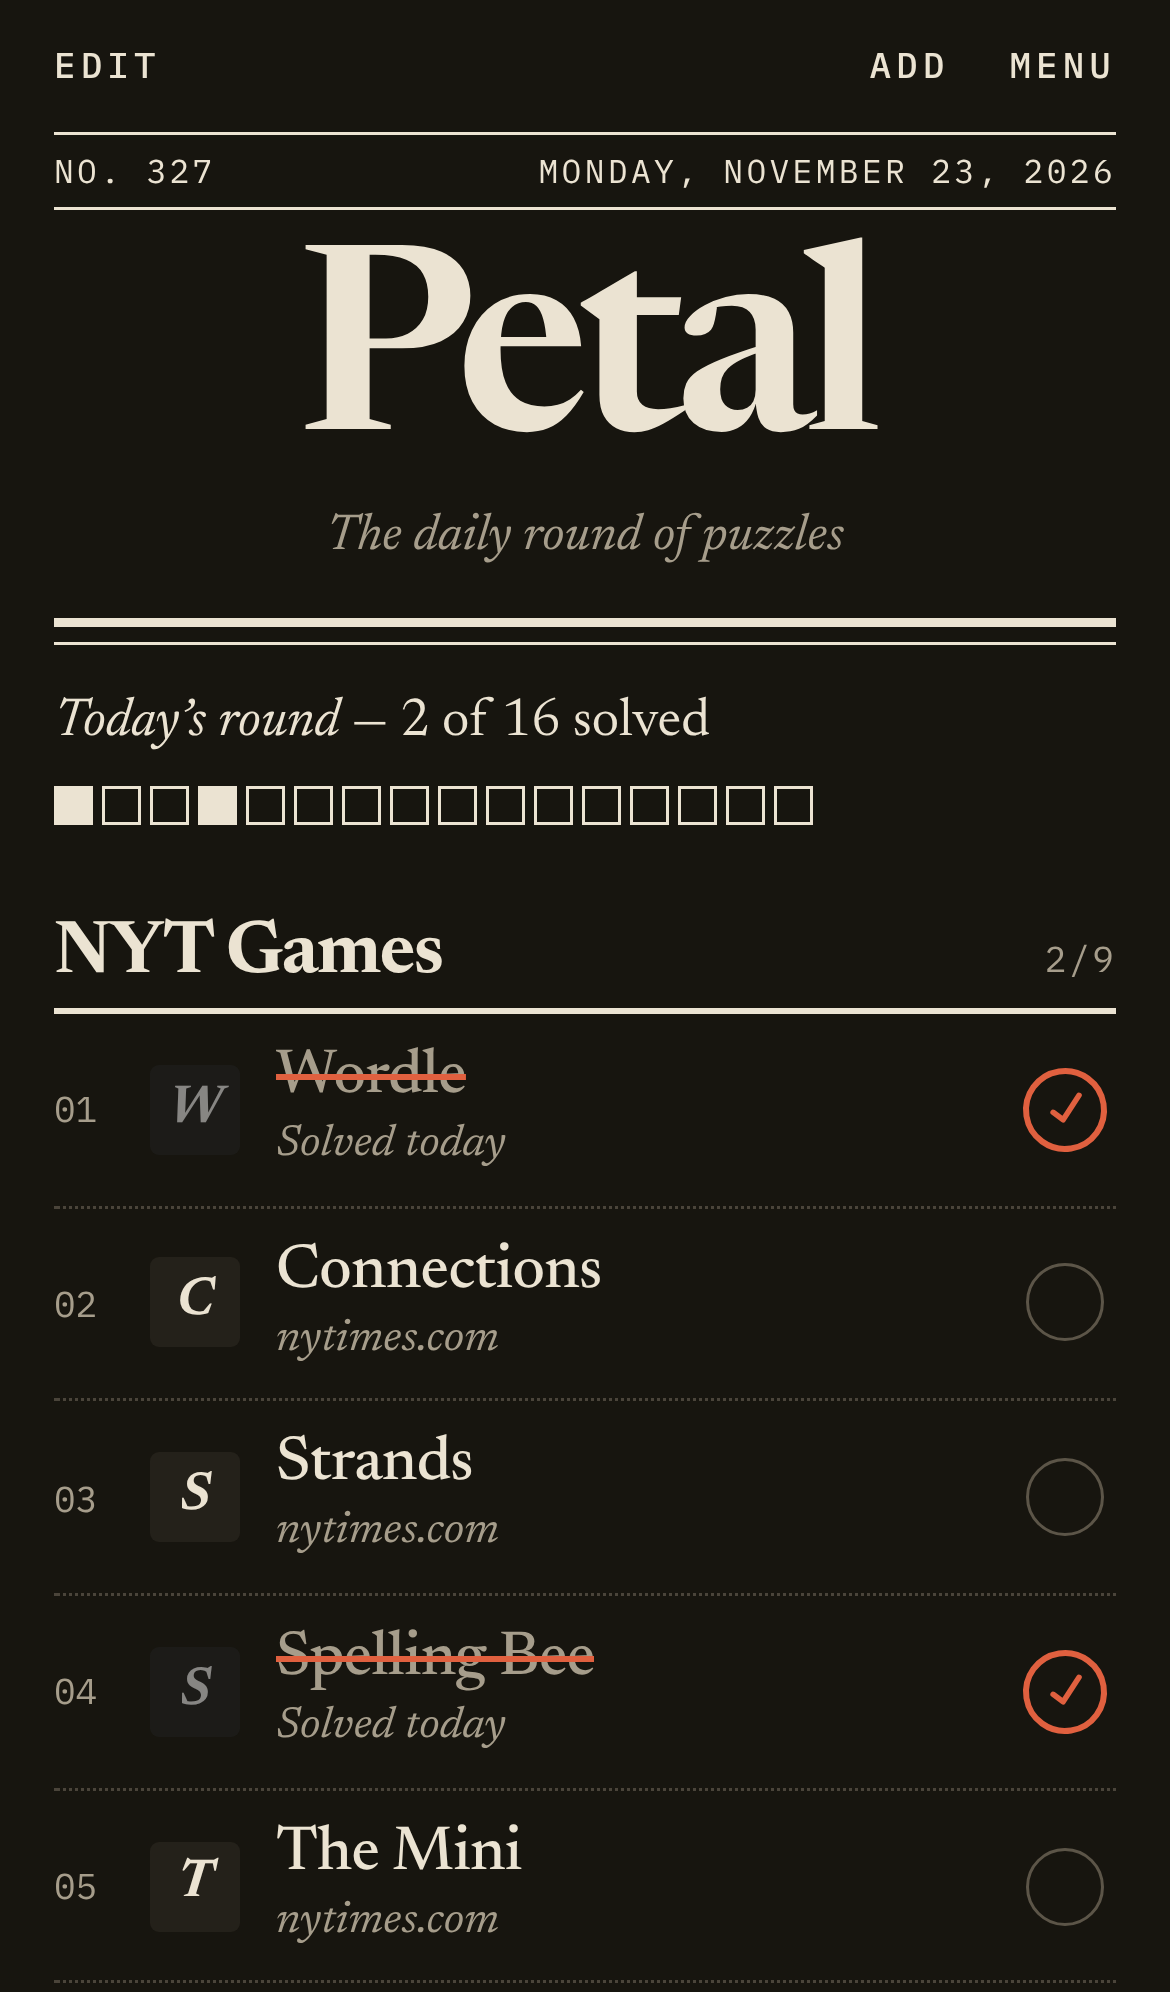 EDIT ADD MENU
NO. 327 MONDAY, NOVEMBER 23, 2026
Petal
The daily round of puzzles
Today’s round — 2 of 16 solved
NYT Games 2/9
01 W Wordle
Solved today
02 C Connections
nytimes.com
03 S Strands
nytimes.com
04 S Spelling Bee
Solved today
05 T The Mini
nytimes.com